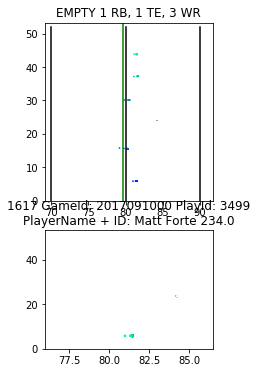 EMPTY 1 RB, 1 TE, 3 WR
50
40
30
20
10
0
70 75 80 85 90
1617 GameId: 2017091000 PlayId: 3499
PlayerName + ID: Matt Forte 234.0
40
20
0
77.5 80.0 82.5 85.0